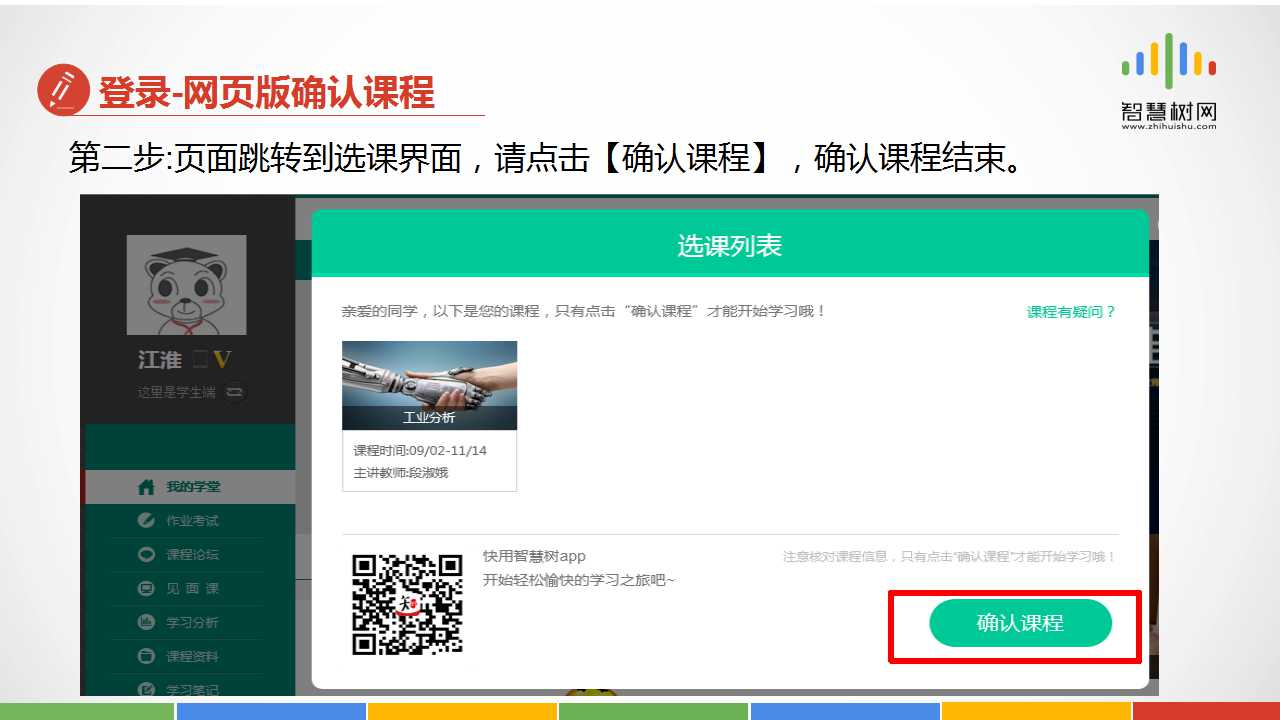 登录-网页版确认课程
智慧树网
www.zhihuishu.com
第二步:页面跳转到选课界面，请点击【确认课程】，确认课程结束。
选课列表
亲爱的同学，以下是您的课程，只有点击“确认课程”才能开始学习哦！
课程有疑问？
江淮 V
这里是学生端
工业分析
课程时间:09/02-11/14
主讲教师:段淑娥
我的学堂
作业考试
课程论坛
见面课
学习分析
课程资料
学习笔记
知
快用智慧树app
开始轻松愉快的学习之旅吧~
注意核对课程信息，只有点击“确认课程”才能开始学习哦！
确认课程